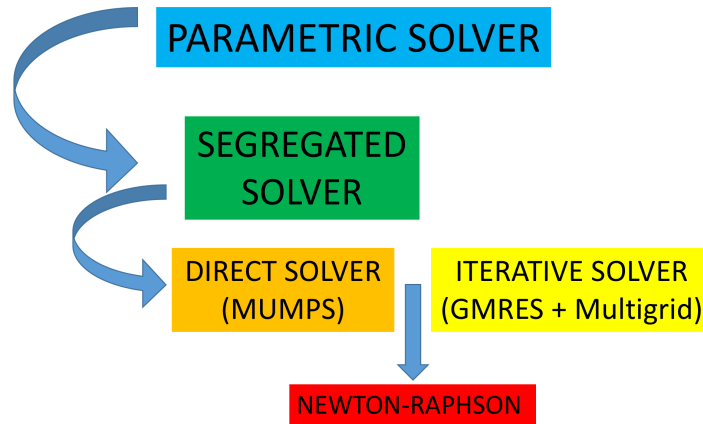 PARAMETRIC SOLVER
SEGREGATED
SOLVER
DIRECT SOLVER
(MUMPS)
ITERATIVE SOLVER
(GMRES + Multigrid)
NEWTON-RAPHSON